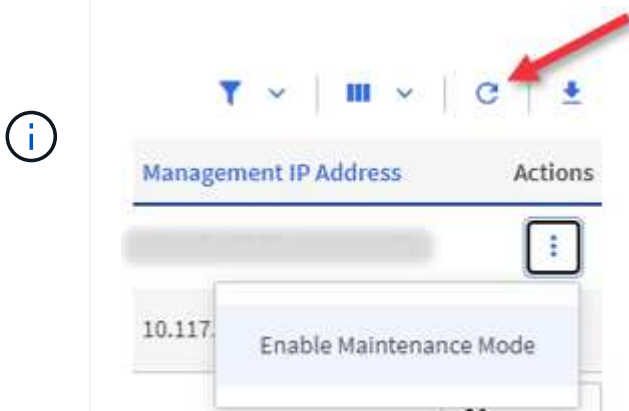 Management IP Address Actions
10.117.
Enable Maintenance Mode